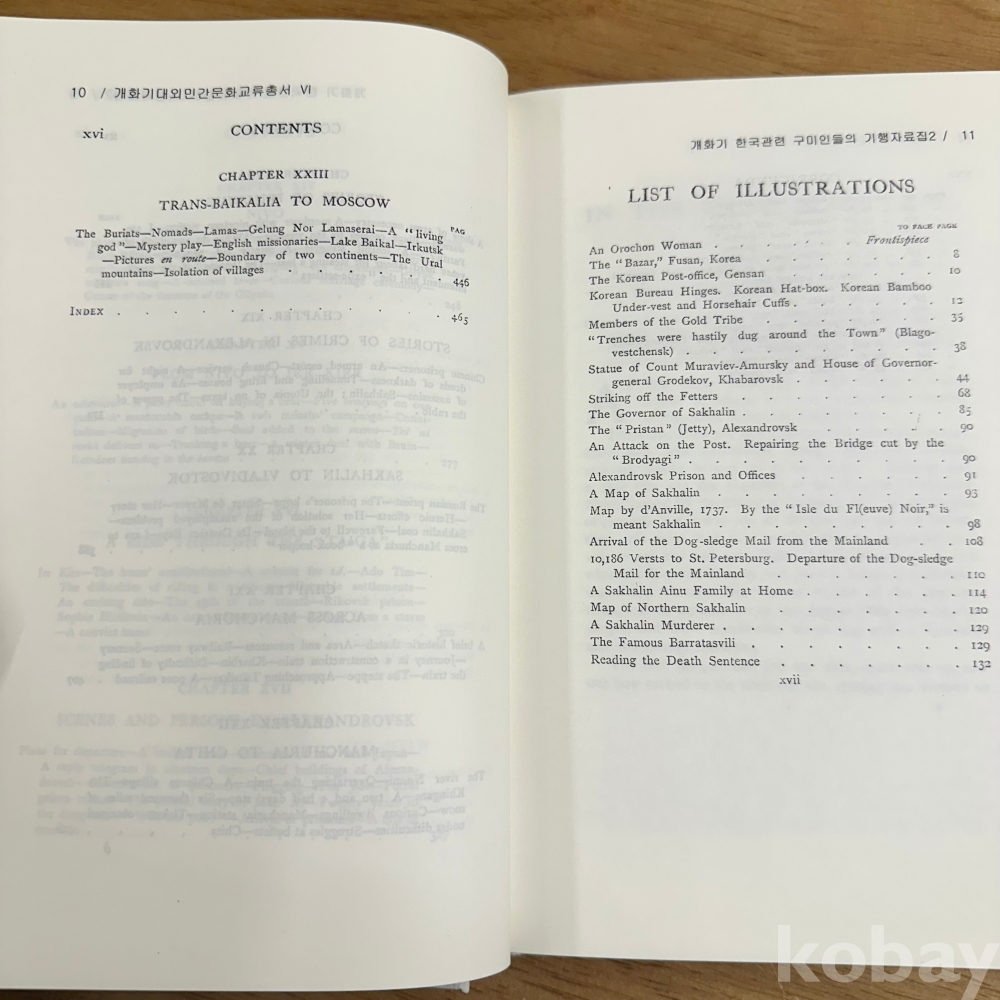 10 / 개화기대외민간문화교류총서 VI
xvi CONTENTS
CHAPTER XXIII
TRANS-BAIKALIA TO MOSCOW
PAG
The Buriats—Nomads—Lamas—Gelung Nor Lamaserai—A “living
god”—Mystery play—English missionaries—Lake Baikal—Irkutsk
—Pictures en route—Boundary of two continents—The Ural
mountains—Isolation of villages . . . . . . 446
INDEX . . . . . . . . . . 465
개화기 한국관련 구미인들의 기행자료집2 / 11
LIST OF ILLUSTRATIONS
TO FACE PAGE
An Orochon Woman . . . . . Frontispiece
The “Bazar,” Fusan, Korea . . . . . . 8
The Korean Post-office, Gensan . . . . . . 10
Korean Bureau Hinges. Korean Hat-box. Korean Bamboo
Under-vest and Horsehair Cuffs . . . . . 12
Members of the Gold Tribe . . . . . . 35
“Trenches were hastily dug around the Town” (Blago-
vestchensk) . . . . . . . . 38
Statue of Count Muraviev-Amursky and House of Governor-
general Grodekov, Khabarovsk . . . . . 44
Striking off the Fetters . . . . . . 68
The Governor of Sakhalin . . . . . . 85
The “Pristan” (Jetty), Alexandrovsk . . . . . 90
An Attack on the Post. Repairing the Bridge cut by the
“Brodyagi” . . . . . . . . 90
Alexandrovsk Prison and Offices . . . . . 91
A Map of Sakhalin . . . . . . . 93
Map by d’Anville, 1737. By the “Isle du Fl(euve) Noir,” is
meant Sakhalin . . . . . . . 98
Arrival of the Dog-sledge Mail from the Mainland . . 108
10,186 Versts to St. Petersburg. Departure of the Dog-sledge
Mail for the Mainland . . . . . . 110
A Sakhalin Ainu Family at Home . . . . . 114
Map of Northern Sakhalin . . . . . . 120
A Sakhalin Murderer . . . . . . . 129
The Famous Barratasvili . . . . . . 129
Reading the Death Sentence . . . . . . 132
xvii
kobay